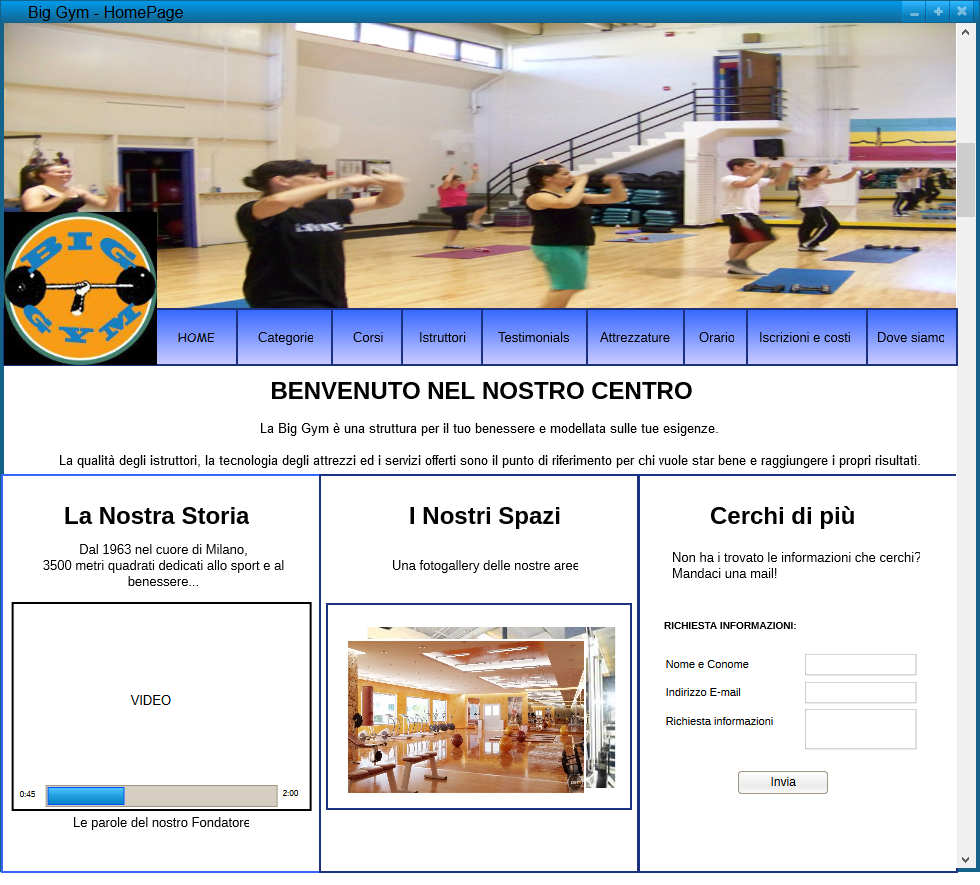 Big Gym - HomePage
BIG
GYM
HOME
Categorie
Corsi
Istruttori
Testimonials
Attrezzature
Orario
Iscrizioni e costi
Dove siamo
BENVENUTO NEL NOSTRO CENTRO
La Big Gym è una struttura per il tuo benessere e modellata sulle tue esigenze.
La qualità degli istruttori, la tecnologia degli attrezzi ed i servizi offerti sono il punto di riferimento per chi vuole star bene e raggiungere i propri risultati.
La Nostra Storia
Dal 1963 nel cuore di Milano,
3500 metri quadrati dedicati allo sport e al
benessere...
VIDEO
0:45
2:00
Le parole del nostro Fondatore
I Nostri Spazi
Una fotogallery delle nostre aree
Cerchi di più
Non ha i trovato le informazioni che cerchi?
Mandaci una mail!
RICHIESTA INFORMAZIONI:
Nome e Conome
Indirizzo E-mail
Richiesta informazioni
Invia